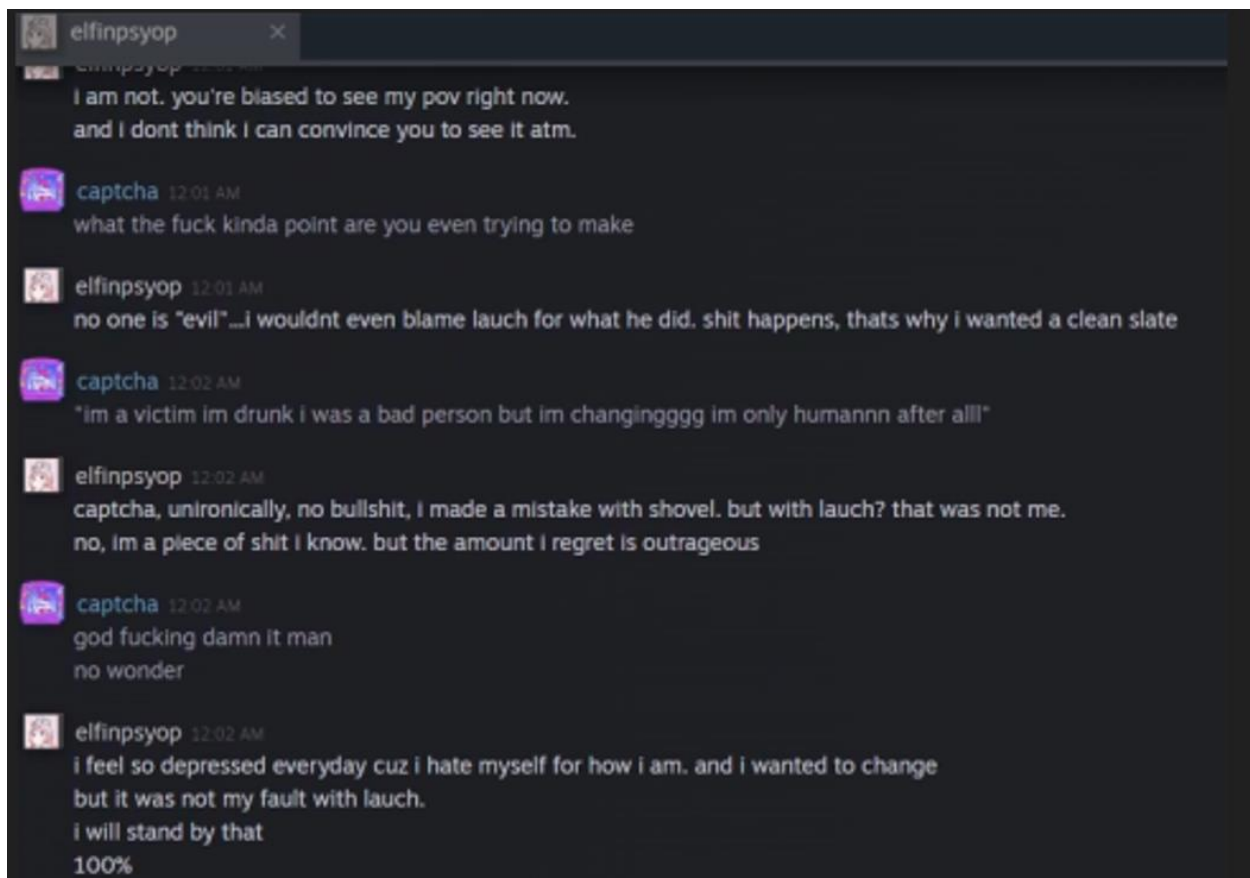 elfinpsyop
elfinpsyop 12:01 AM
i am not. you're biased to see my pov right now.
and i dont think i can convince you to see it atm.
captcha 12:01 AM
what the fuck kinda point are you even trying to make
elfinpsyop 12:01 AM
no one is "evil"...i wouldnt even blame lauch for what he did. shit happens, thats why i wanted a clean slate
captcha 12:02 AM
"im a victim im drunk i was a bad person but im changingggg im only humannn after alll"
elfinpsyop 12:02 AM
captcha, unironically, no bullshit, i made a mistake with shovel. but with lauch? that was not me.
no, im a piece of shit i know. but the amount i regret is outrageous
captcha 12:02 AM
god fucking damn it man
no wonder
elfinpsyop 12:02 AM
i feel so depressed everyday cuz i hate myself for how i am. and i wanted to change
but it was not my fault with lauch.
i will stand by that
100%